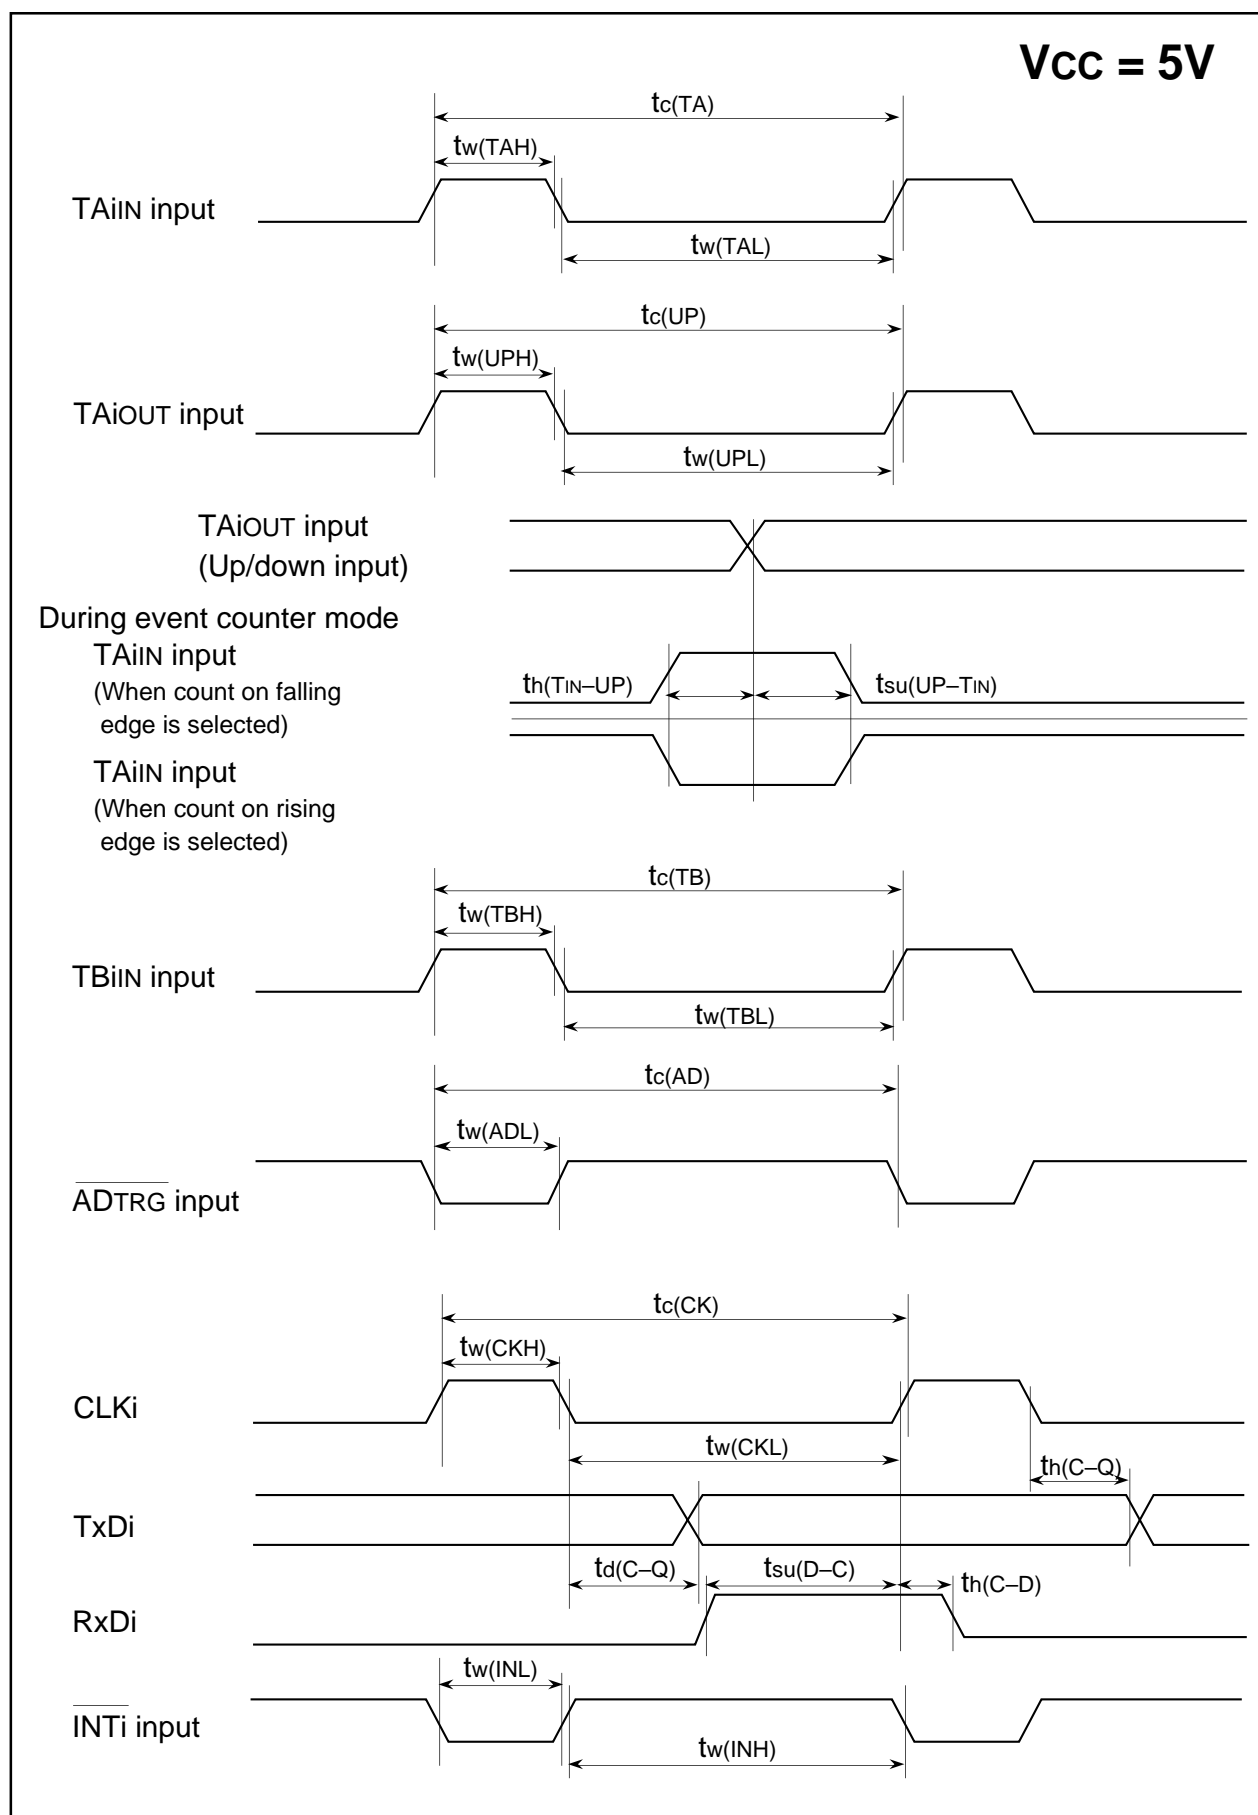 VCC = 5V
tc(TA)
tw(TAH)
TAiIN input
tw(TAL)
tc(UP)
tw(UPH)
TAiOUT input
tw(UPL)
TAiOUT input
(Up/down input)
During event counter mode
TAiIN input
(When count on falling
edge is selected)
th(TIN–UP)
tsu(UP–TIN)
TAiIN input
(When count on rising
edge is selected)
tc(TB)
tw(TBH)
TBiIN input
tw(TBL)
tc(AD)
tw(ADL)
ADTRG input
tc(CK)
tw(CKH)
CLKi
tw(CKL)
th(C–Q)
TxDi
td(C–Q)
tsu(D–C)
th(C–D)
RxDi
tw(INL)
INTi input
tw(INH)